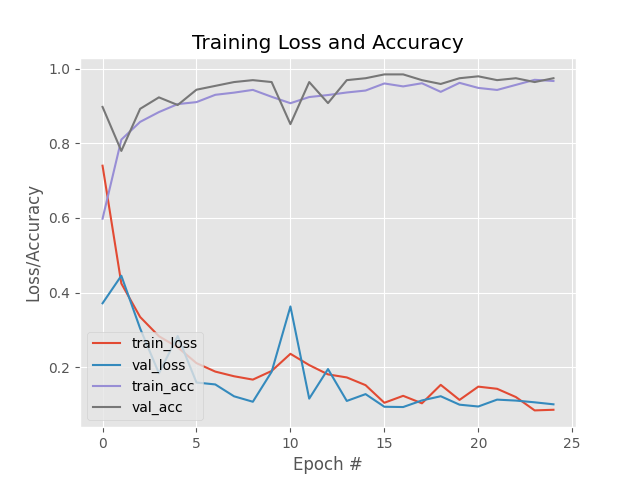 Training Loss and Accuracy
1.0
0.8
0.6
0.4
0.2
Loss/Accuracy
train_loss
val_loss
train_acc
val_acc
0 5 10 15 20 25
Epoch #